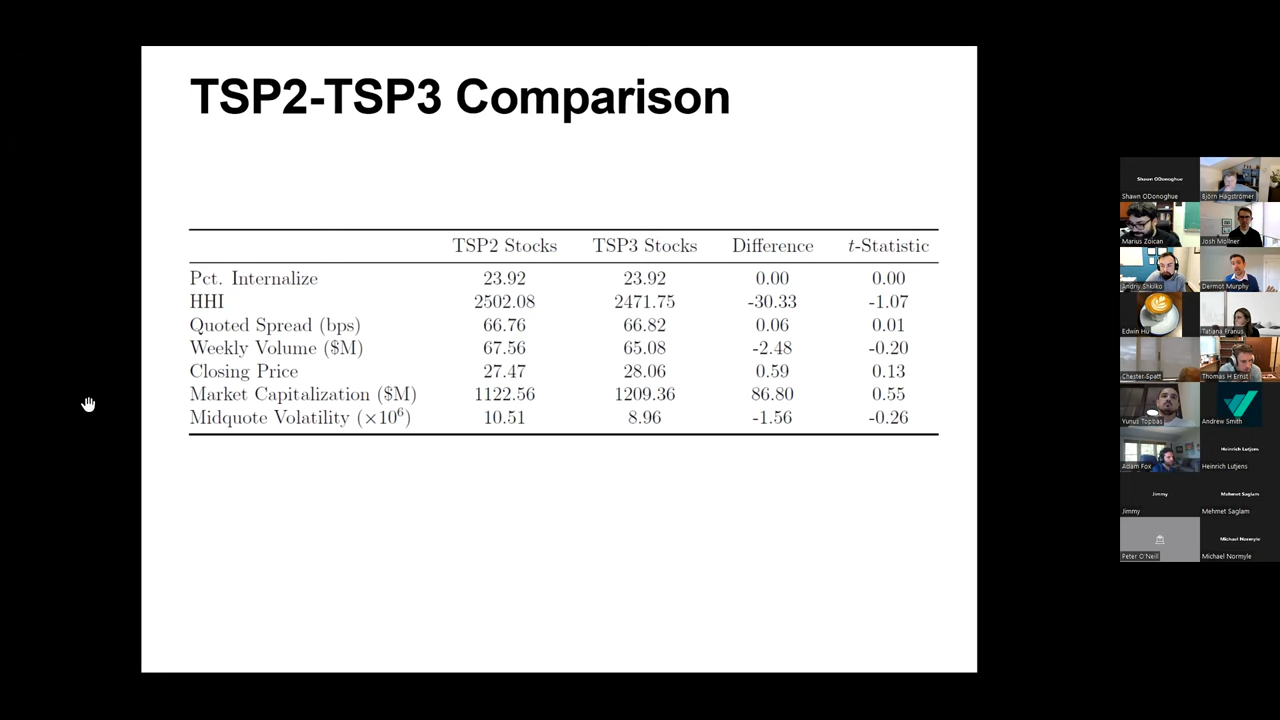 TSP2-TSP3 Comparison
TSP2 Stocks TSP3 Stocks Difference t-Statistic
Pct. Internalize 23.92 23.92 0.00 0.00
HHI 2502.08 2471.75 -30.33 -1.07
Quoted Spread (bps) 66.76 66.82 0.06 0.01
Weekly Volume ($M) 67.56 65.08 -2.48 -0.20
Closing Price 27.47 28.06 0.59 0.13
Market Capitalization ($M) 1122.56 1209.36 86.80 0.55
Midquote Volatility (×10⁶) 10.51 8.96 -1.56 -0.26
Shawn ODonoghue
Shawn ODonoghue Björn Hagströmer
Marius Zoican Josh Mollner
Andriy Shkilko Dermot Murphy
Edwin Hu Tatiana Franus
Chester Spatt Thomas H Ernst
Yunus Topbas Andrew Smith
Heinrich Lutjens
Adam Fox Heinrich Lutjens
Jimmy Mehmet Saglam
Jimmy Mehmet Saglam
Michael Normyle
Peter O'Neill Michael Normyle